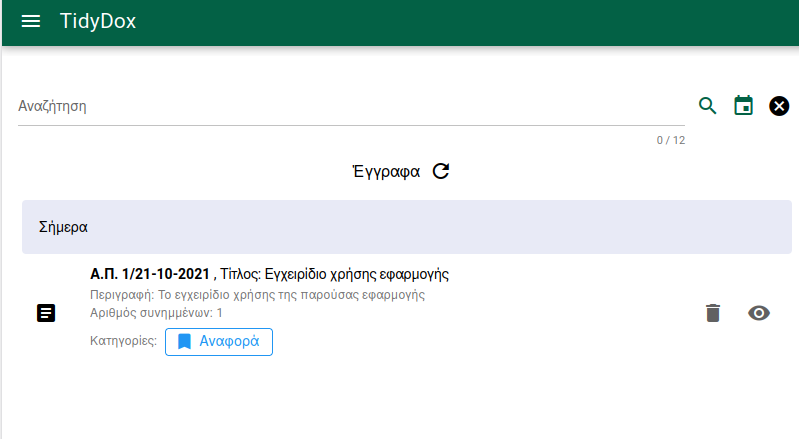 TidyDox
Αναζήτηση
0 / 12
Έγγραφα
Σήμερα
Α.Π. 1/21-10-2021 , Τίτλος: Εγχειρίδιο χρήσης εφαρμογής
Περιγραφή: Το εγχειρίδιο χρήσης της παρούσας εφαρμογής
Αριθμός συνημμένων: 1
Κατηγορίες: Αναφορά